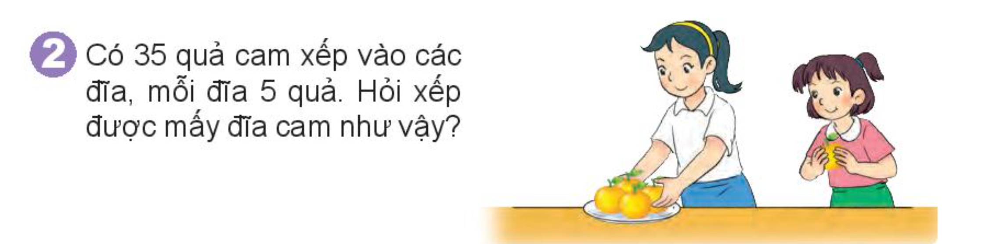 2 Có 35 quả cam xếp vào các
đĩa, mỗi đĩa 5 quả. Hỏi xếp
được mấy đĩa cam như vậy?